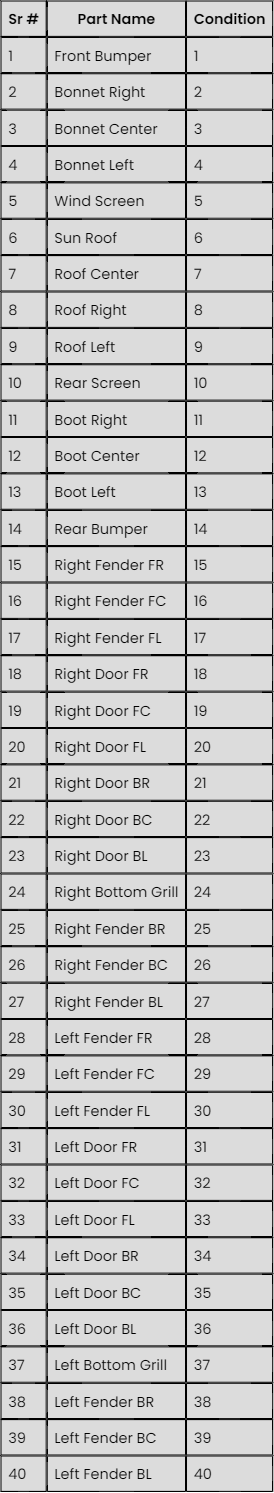 Sr # Part Name Condition
1 Front Bumper 1
2 Bonnet Right 2
3 Bonnet Center 3
4 Bonnet Left 4
5 Wind Screen 5
6 Sun Roof 6
7 Roof Center 7
8 Roof Right 8
9 Roof Left 9
10 Rear Screen 10
11 Boot Right 11
12 Boot Center 12
13 Boot Left 13
14 Rear Bumper 14
15 Right Fender FR 15
16 Right Fender FC 16
17 Right Fender FL 17
18 Right Door FR 18
19 Right Door FC 19
20 Right Door FL 20
21 Right Door BR 21
22 Right Door BC 22
23 Right Door BL 23
24 Right Bottom Grill 24
25 Right Fender BR 25
26 Right Fender BC 26
27 Right Fender BL 27
28 Left Fender FR 28
29 Left Fender FC 29
30 Left Fender FL 30
31 Left Door FR 31
32 Left Door FC 32
33 Left Door FL 33
34 Left Door BR 34
35 Left Door BC 35
36 Left Door BL 36
37 Left Bottom Grill 37
38 Left Fender BR 38
39 Left Fender BC 39
40 Left Fender BL 40